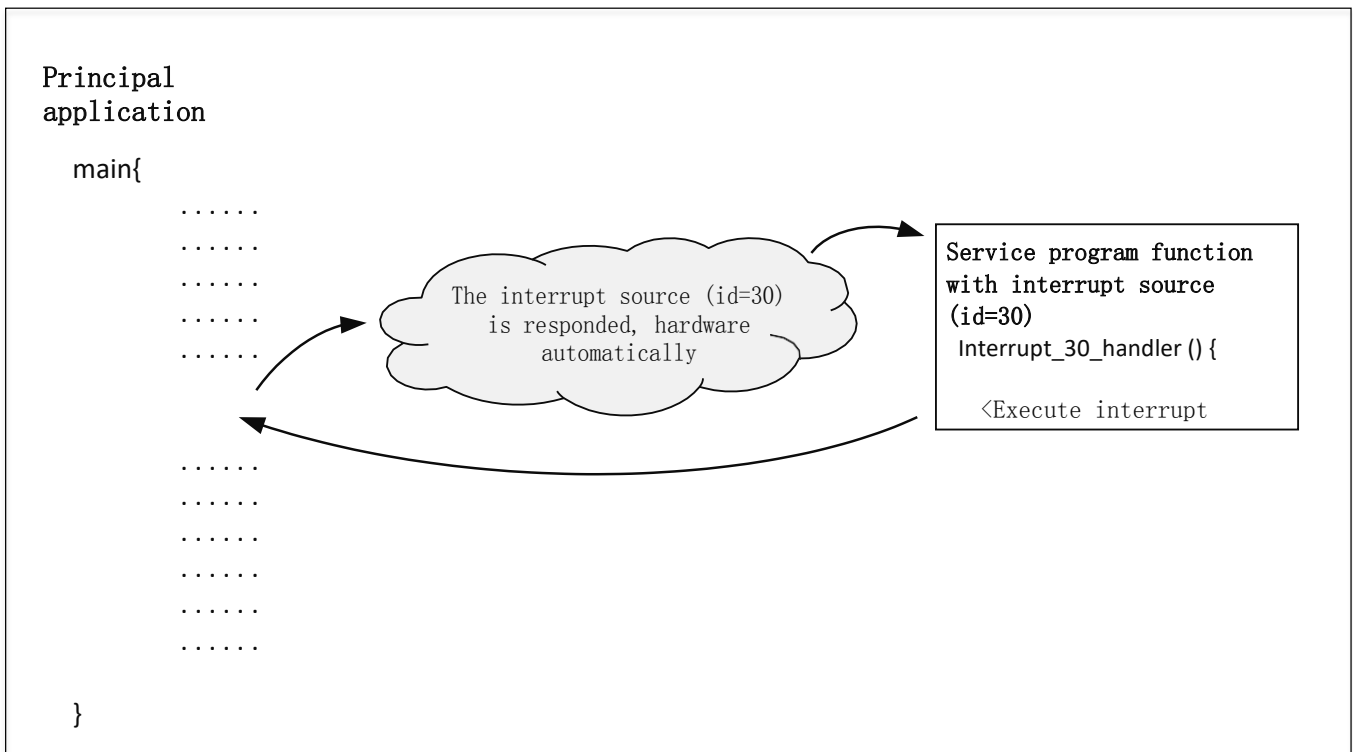 Principal
application
main{
......
......
......
......
......
The interrupt source (id=30)
is responded, hardware
automatically
Service program function
with interrupt source
(id=30)
Interrupt_30_handler () {
<Execute interrupt
......
......
......
......
......
......
}